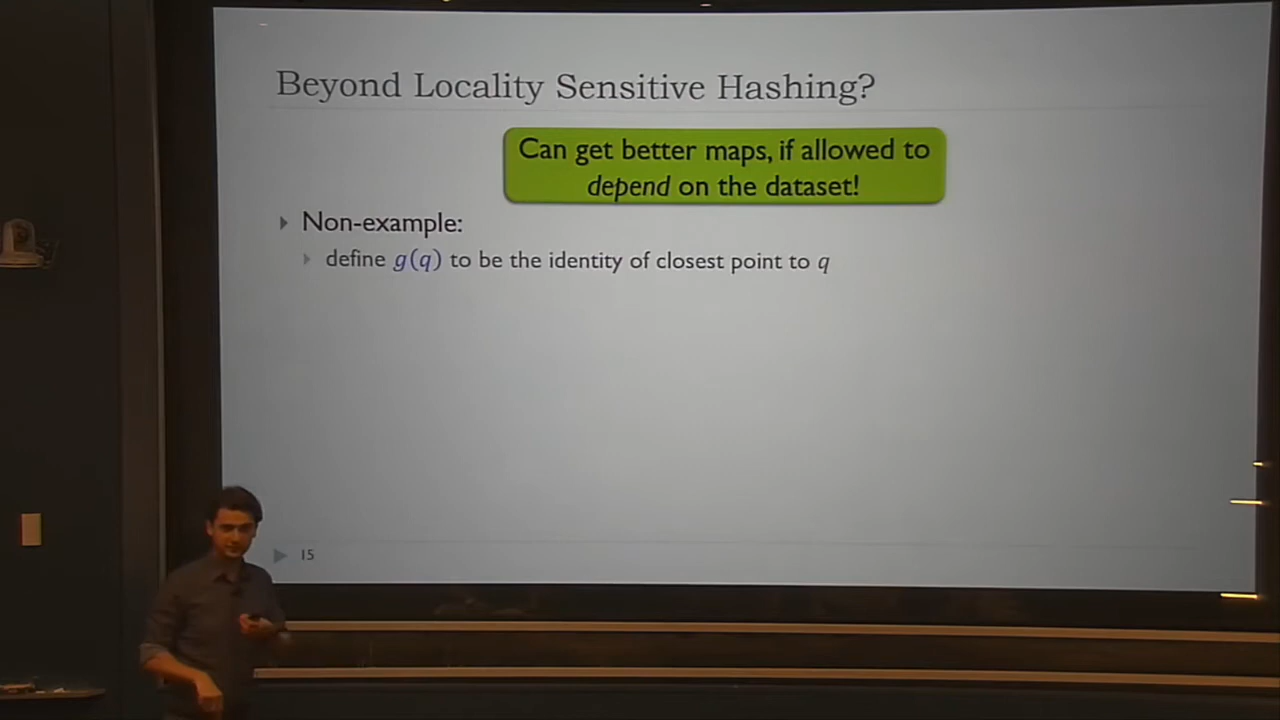 Beyond Locality Sensitive Hashing?
Can get better maps, if allowed to
depend on the dataset!
Non-example:
define g(q) to be the identity of closest point to q
15